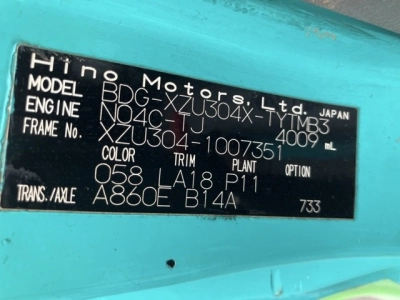 Hino Motors, Ltd. JAPAN
MODEL BDG-XZU304X-TYTMB3
ENGINE N04C-TJ 4009 mL
FRAME No. XZU304-1007351
COLOR TRIM PLANT OPTION
058 LA18 P11
TRANS./AXLE A860E B14A 733